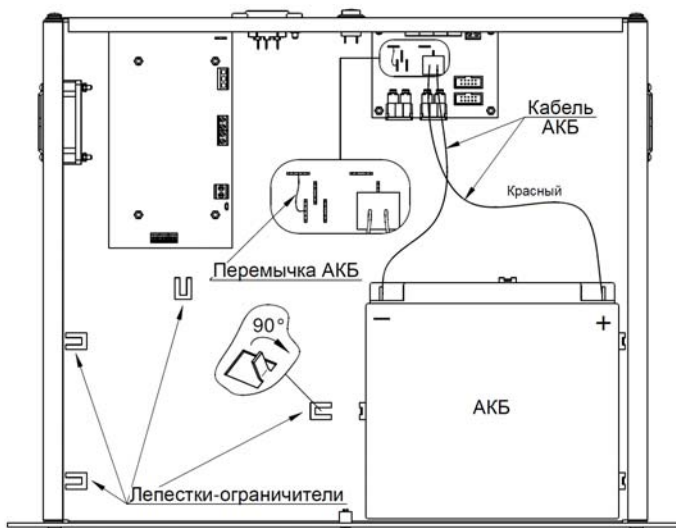 Кабель
АКБ
Красный
Перемычка АКБ
90°
− +
АКБ
Лепестки-ограничители